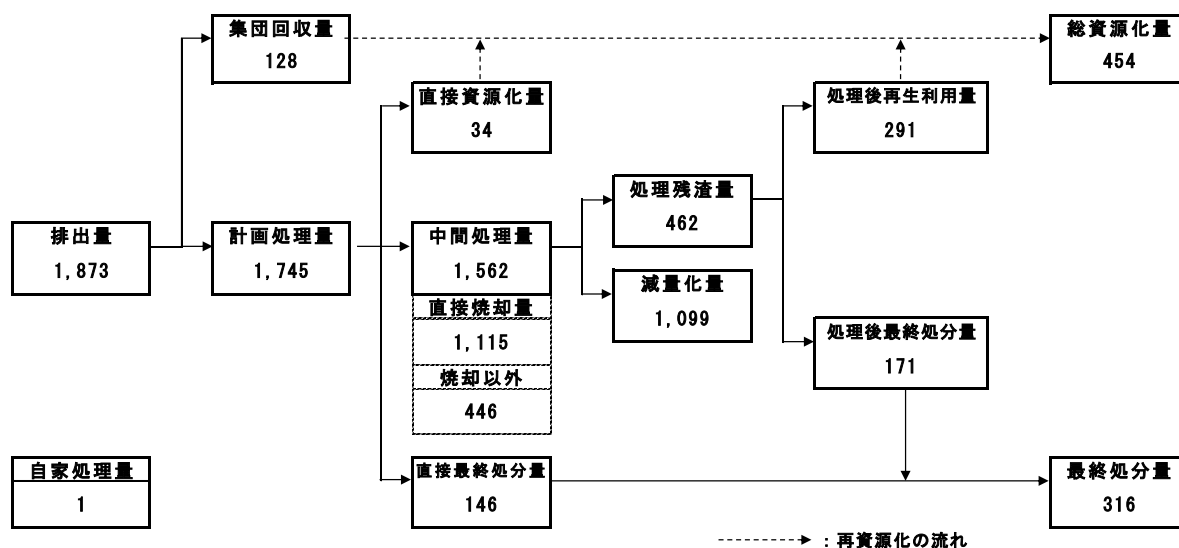 集団回収量
128
総資源化量
454
直接資源化量
34
処理後再生利用量
291
処理残渣量
462
排出量
1,873
計画処理量
1,745
中間処理量
1,562
減量化量
1,099
直接焼却量
1,115
焼却以外
446
処理後最終処分量
171
自家処理量
1
直接最終処分量
146
最終処分量
316
：再資源化の流れ